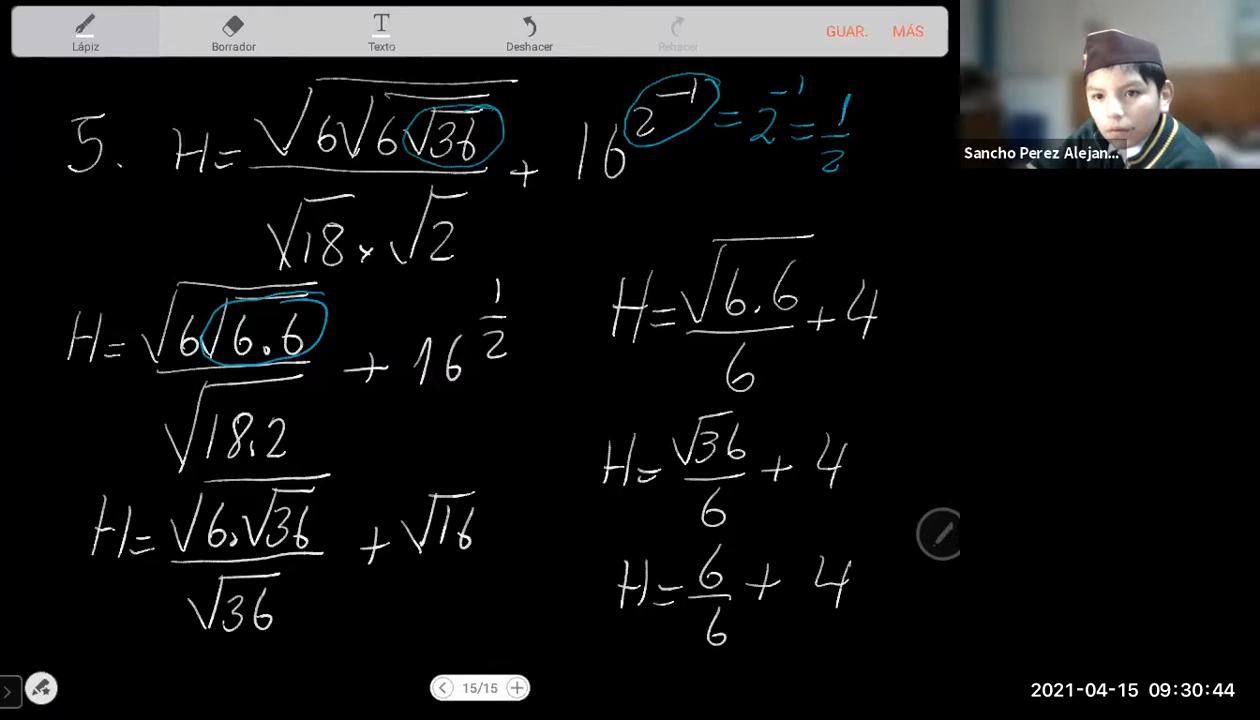 Lápiz
Borrador
Texto
Deshacer
Rehacer
GUAR.
MÁS
5. H = √(6√(6√36)) / (√18 × √2) + 16^(2^-1) = 2^-1 = 1/2
H = √(6√(6.6)) / √(18.2) + 16^(1/2)
H = √(6.√36) / √36 + √16
H = √(6.6) / 6 + 4
H = √36 / 6 + 4
H = 6/6 + 4
Sancho Perez Alejan...
15/15
2021-04-15 09:30:44